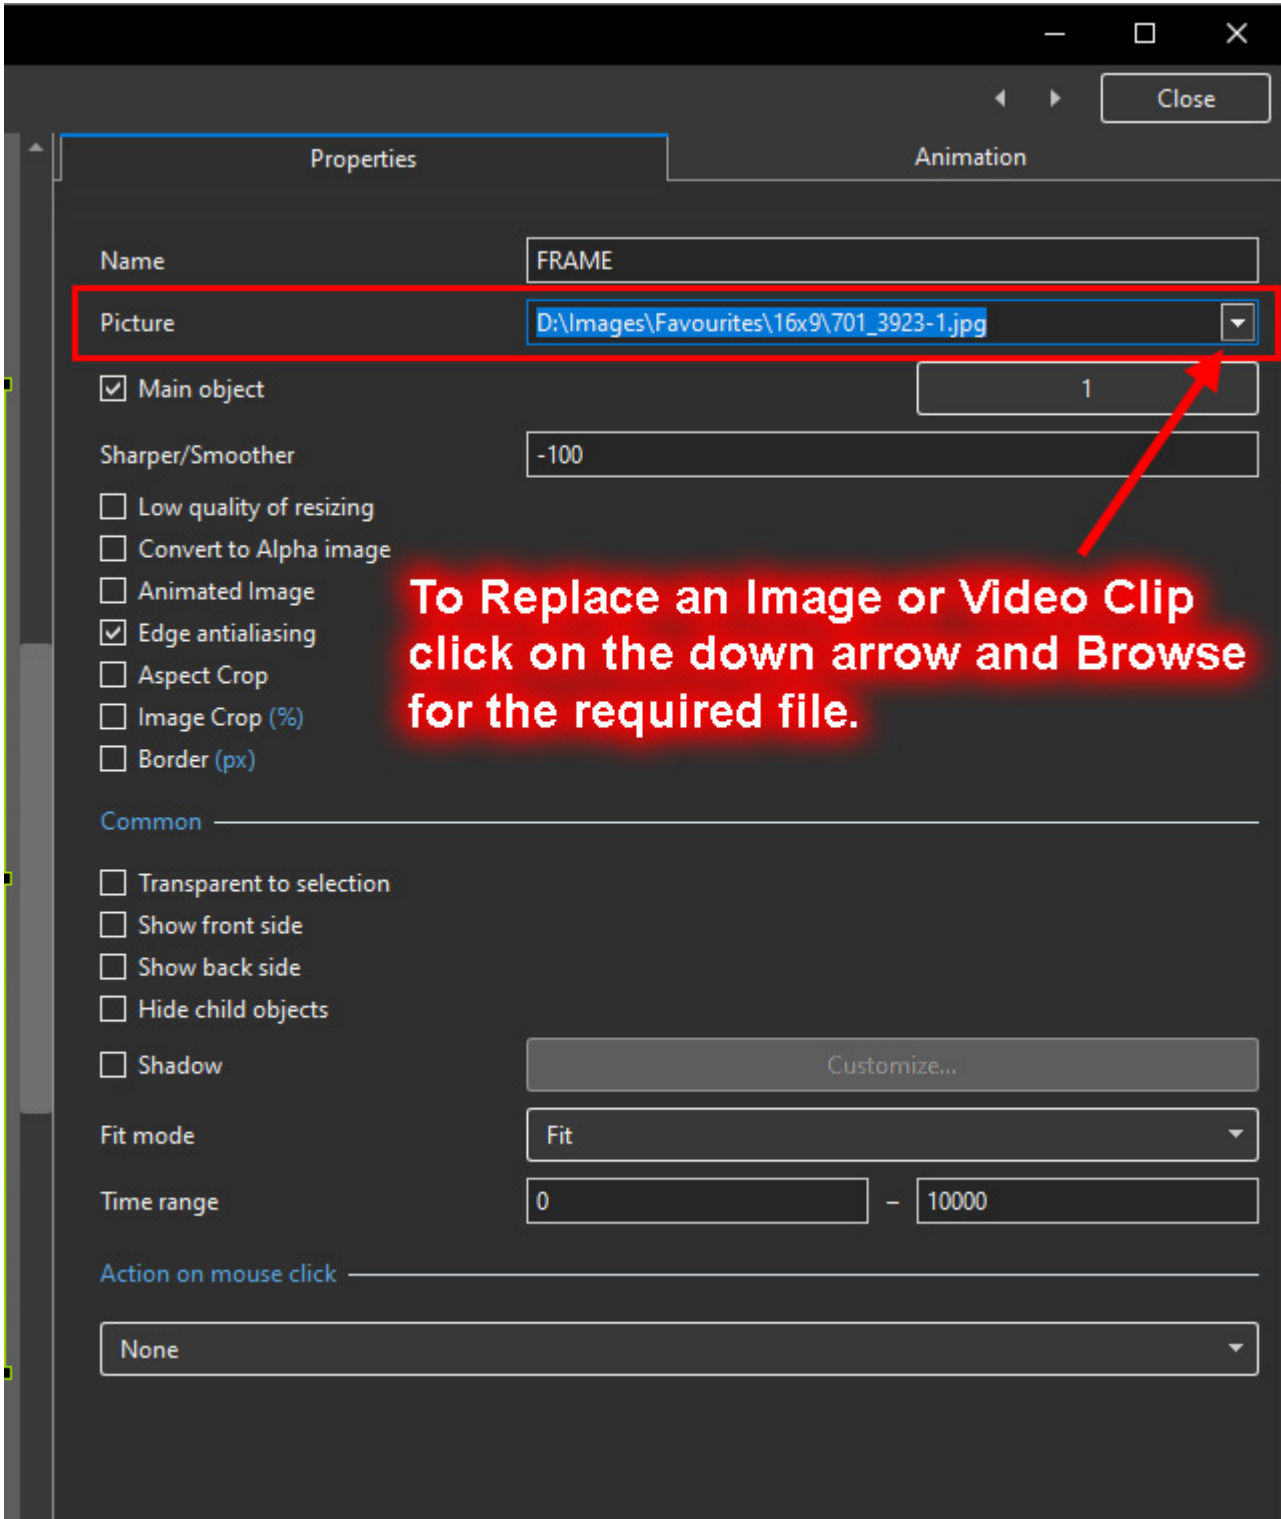 Close
Properties Animation
Name FRAME
Picture D:\Images\Favourites\16x9\701_3923-1.jpg
Main object 1
Sharper/Smoother -100
Low quality of resizing
Convert to Alpha image
Animated Image
Edge antialiasing
Aspect Crop
Image Crop (%)
Border (px)
To Replace an Image or Video Clip
click on the down arrow and Browse
for the required file.
Common
Transparent to selection
Show front side
Show back side
Hide child objects
Shadow Customize...
Fit mode Fit
Time range 0 – 10000
Action on mouse click
None